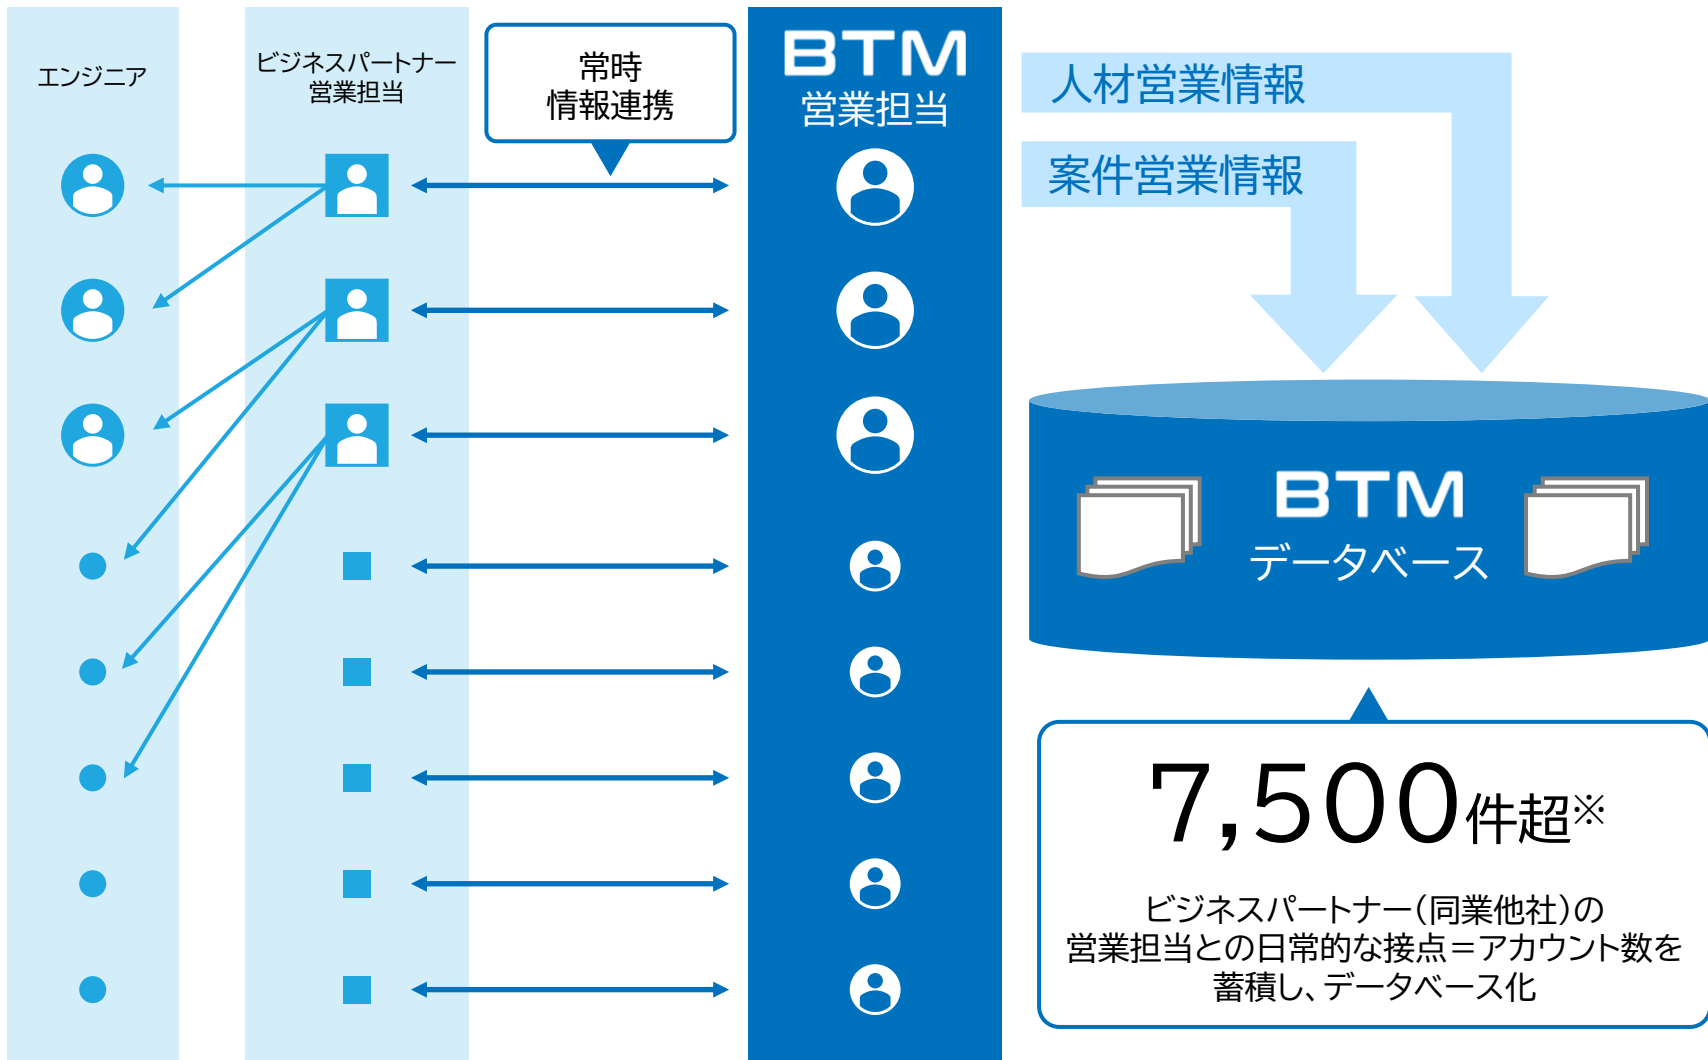 エンジニア
ビジネスパートナー
営業担当
常時
情報連携
BTM
営業担当
人材営業情報
案件営業情報
BTM
データベース
7,500件超※
ビジネスパートナー(同業他社)の
営業担当との日常的な接点=アカウント数を
蓄積し、データベース化